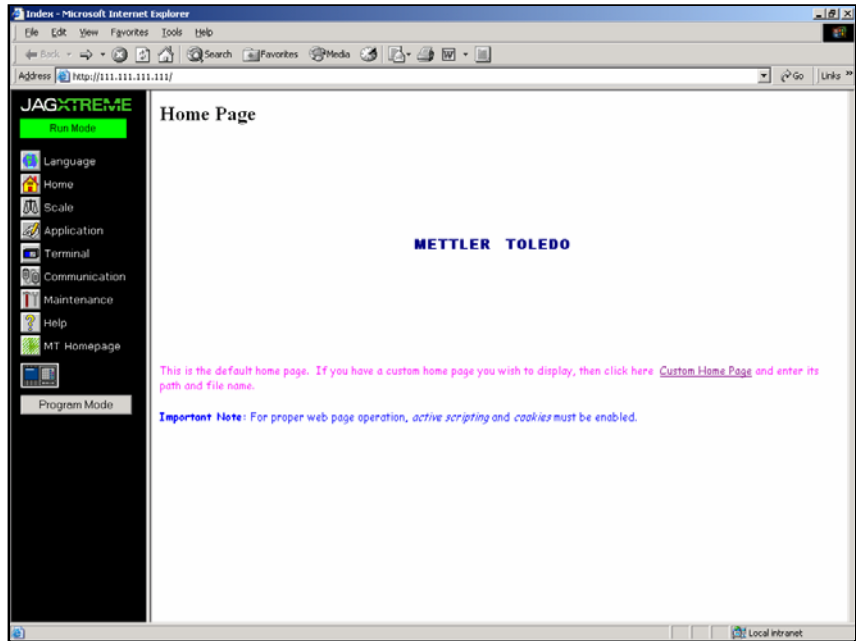 Index - Microsoft Internet Explorer
File Edit View Favorites Tools Help
Back Search Favorites Media
Address http://111.111.111.111/ Go Links »
JAGXTREME
Run Mode
Language
Home
Scale
Application
Terminal
Communication
Maintenance
Help
MT Homepage
Program Mode
Home Page
METTLER TOLEDO
This is the default home page. If you have a custom home page you wish to display, then click here Custom Home Page and enter its
path and file name.
Important Note: For proper web page operation, active scripting and cookies must be enabled.
Local intranet